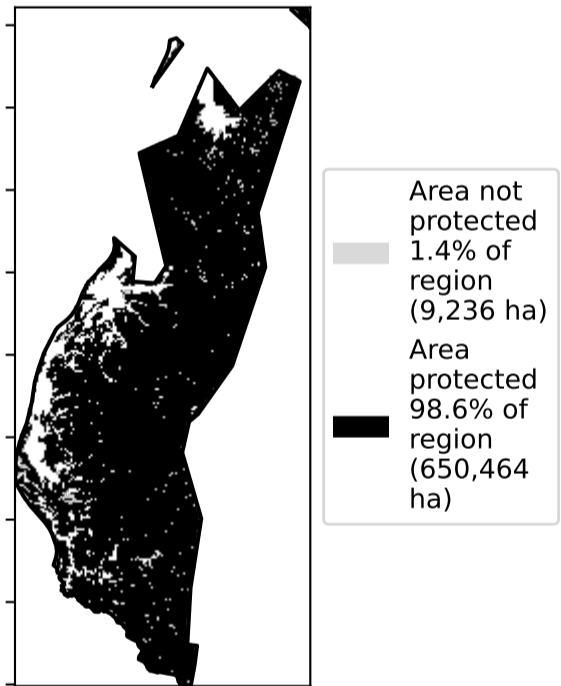 Area not
protected
1.4% of
region
(9,236 ha)
Area
protected
98.6% of
region
(650,464
ha)